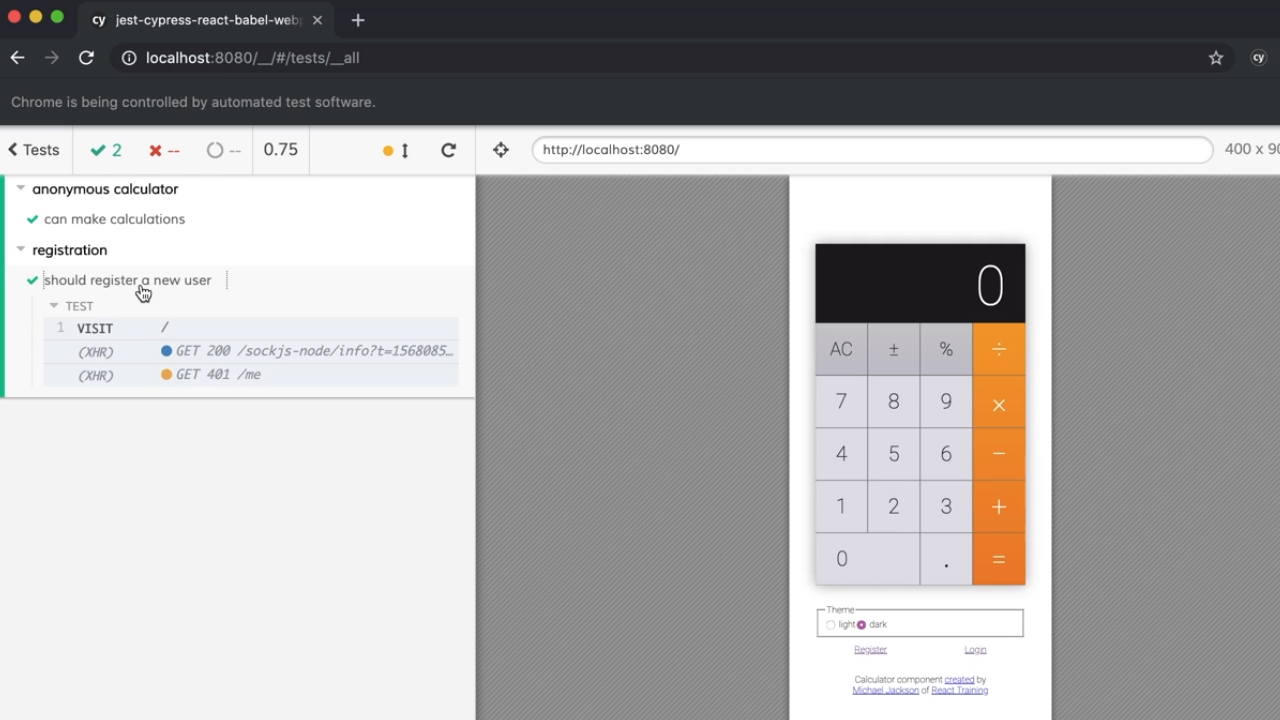 cy jest-cypress-react-babel-web
localhost:8080/__/#/tests/__all
cy
Chrome is being controlled by automated test software.
Tests
2
--
--
0.75
http://localhost:8080/
400 x 90
anonymous calculator
can make calculations
registration
should register a new user
TEST
1 VISIT /
(XHR) GET 200 /sockjs-node/info?t=1568085…
(XHR) GET 401 /me
0
AC ± % ÷
7 8 9 ×
4 5 6 −
1 2 3 +
0 . =
Theme
light dark
Register Login
Calculator component created by
Michael Jackson of React Training